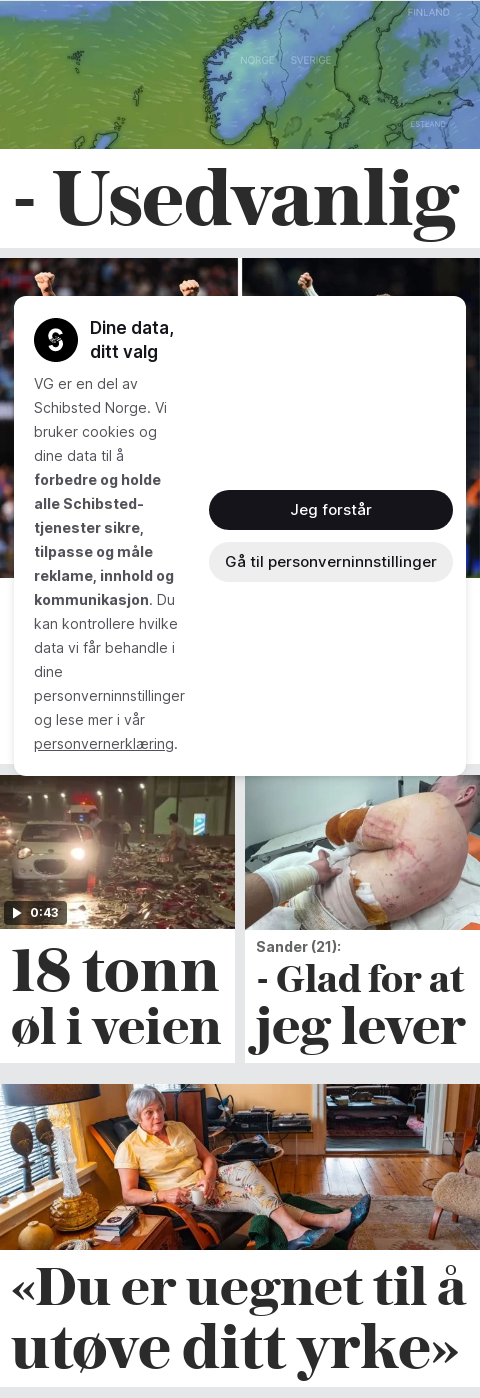 FINLAND
NORGE SVERIGE
ESTLAND
- Usedvanlig
Dine data,
ditt valg
VG er en del av
Schibsted Norge. Vi
bruker cookies og
dine data til å
forbedre og holde
alle Schibsted-
tjenester sikre,
tilpasse og måle
reklame, innhold og
kommunikasjon. Du
kan kontrollere hvilke
data vi får behandle i
dine
personverninnstillinger
og lese mer i vår
personvernerklæring.
Jeg forstår
Gå til personverninnstillinger
0:43
18 tonn
øl i veien
Sander (21):
- Glad for at
jeg lever
«Du er uegnet til å
utøve ditt yrke»